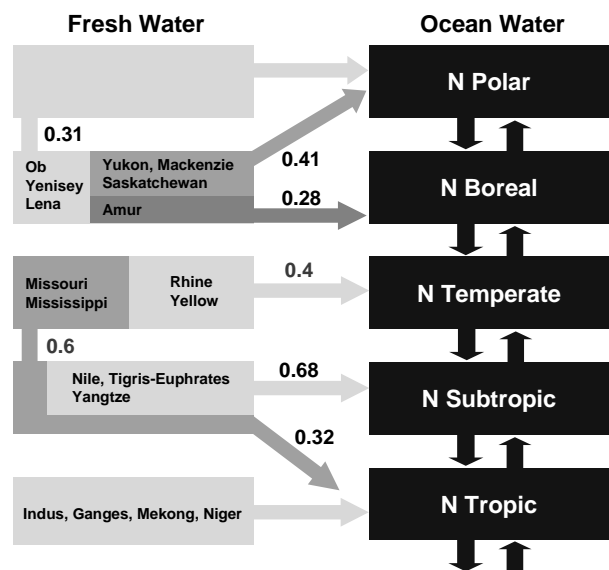 Fresh Water
Ocean Water
N Polar
0.31
Ob
Yenisey
Lena
Yukon, Mackenzie
Saskatchewan
Amur
0.41
0.28
N Boreal
Missouri
Mississippi
Rhine
Yellow
0.4
N Temperate
0.6
Nile, Tigris-Euphrates
Yangtze
0.68
N Subtropic
0.32
Indus, Ganges, Mekong, Niger
N Tropic